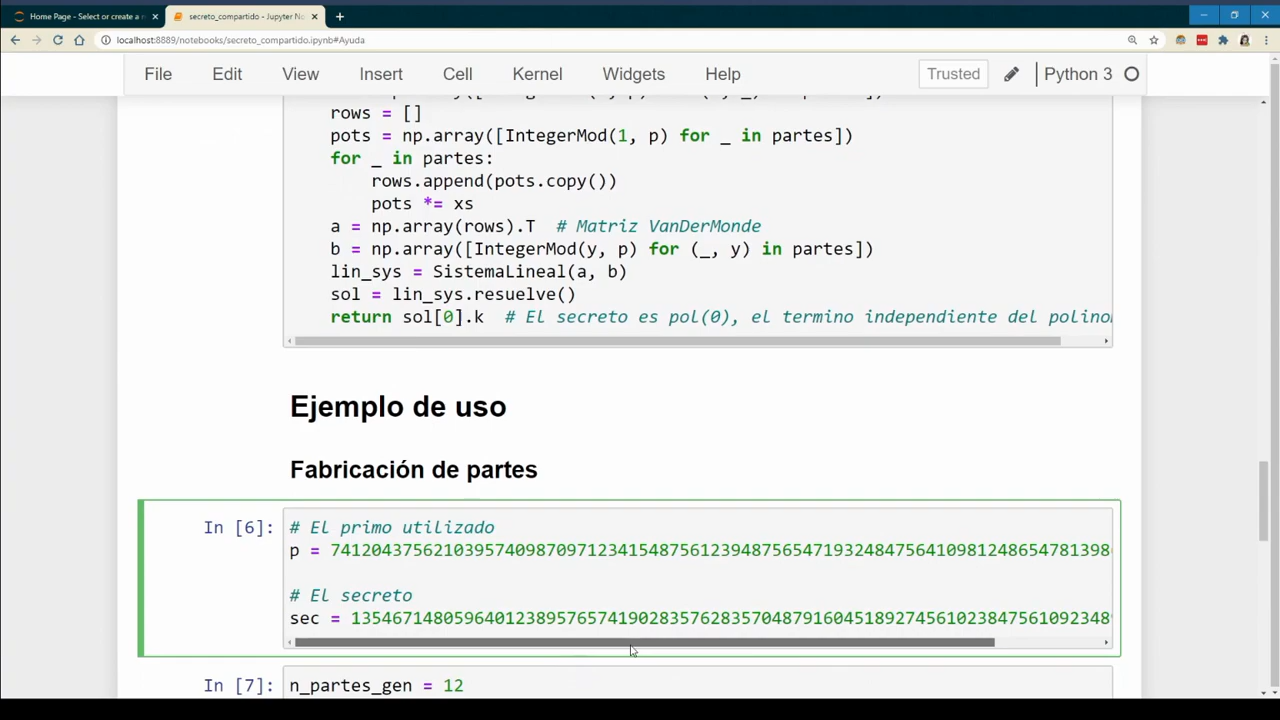 Home Page - Select or create a n
secreto_compartido - Jupyter No
localhost:8889/notebooks/secreto_compartido.ipynb#Ayuda
File Edit View Insert Cell Kernel Widgets Help Trusted Python 3
rows = []
pots = np.array([IntegerMod(1, p) for _ in partes])
for _ in partes:
rows.append(pots.copy())
pots *= xs
a = np.array(rows).T # Matriz VanDerMonde
b = np.array([IntegerMod(y, p) for (_, y) in partes])
lin_sys = SistemaLineal(a, b)
sol = lin_sys.resuelve()
return sol[0].k # El secreto es pol(0), el termino independiente del polinom
Ejemplo de uso
Fabricación de partes
In [6]:
# El primo utilizado
p = 7412043756210395740987097123415487561239487565471932484756410981248654781398
# El secreto
sec = 135467148059640123895765741902835762835704879160451892745610238475610923489
In [7]:
n_partes_gen = 12